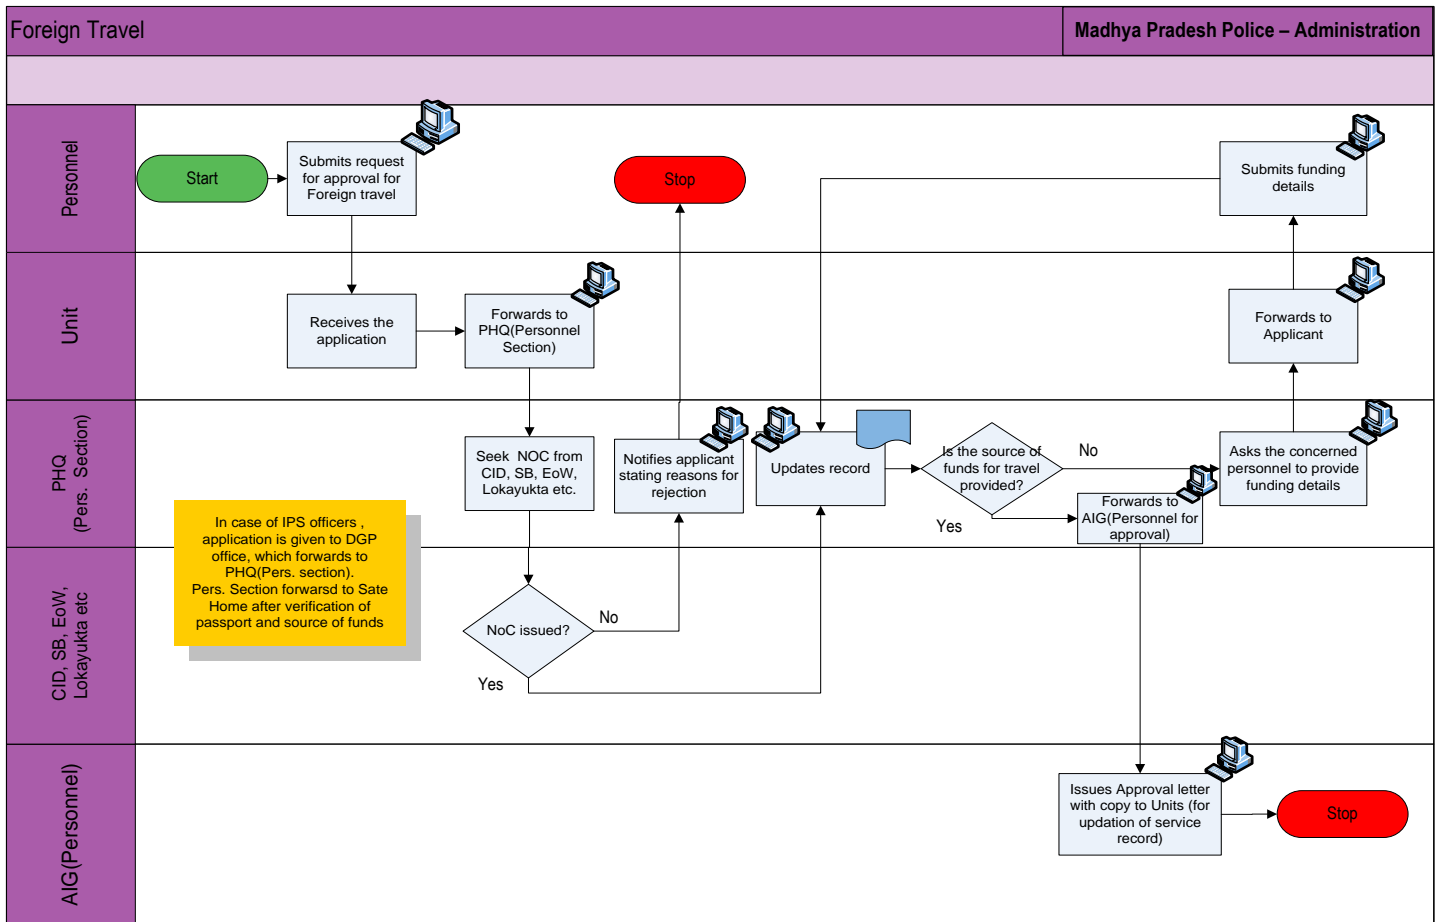 Foreign Travel
Madhya Pradesh Police – Administration
Personnel
Start
Submits request
for approval for
Foreign travel
Stop
Submits funding
details
Unit
Receives the
application
Forwards to
PHQ(Personnel
Section)
Forwards to
Applicant
PHQ
(Pers. Section)
Seek NOC from
CID, SB, EoW,
Lokayukta etc.
Notifies applicant
stating reasons for
rejection
Updates record
Is the source of
funds for travel
provided?
No
Yes
Forwards to
AIG(Personnel for
approval)
Asks the concerned
personnel to provide
funding details
In case of IPS officers ,
application is given to DGP
office, which forwards to
PHQ(Pers. section).
Pers. Section forwarsd to Sate
Home after verification of
passport and source of funds
CID, SB, EoW,
Lokayukta etc
NoC issued?
No
Yes
AIG(Personnel)
Issues Approval letter
with copy to Units (for
updation of service
record)
Stop